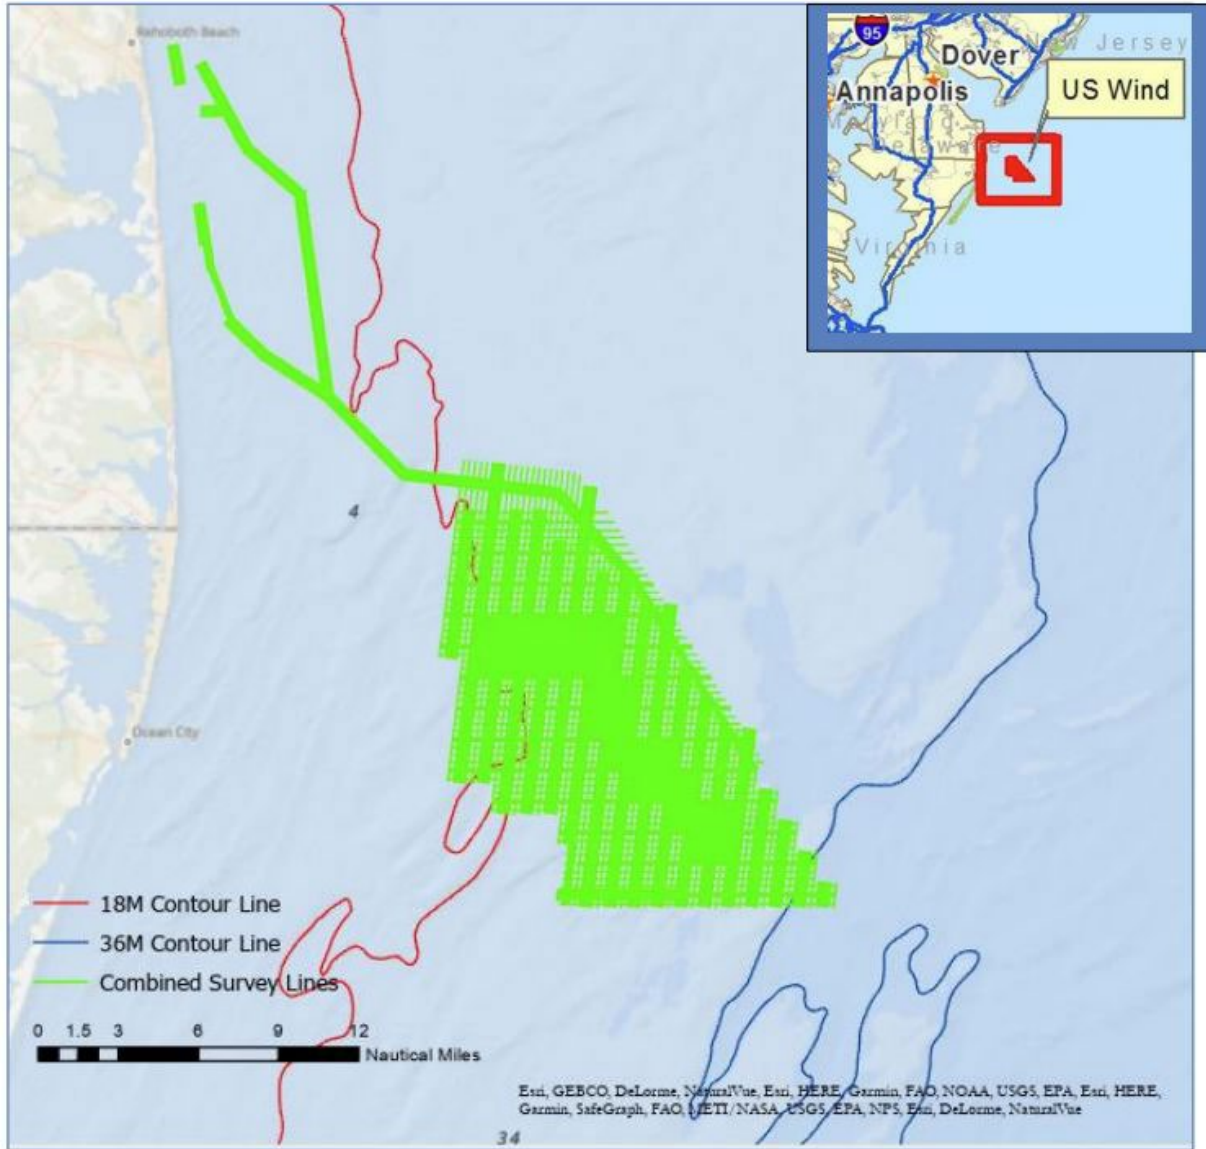 Rehoboth Beach
95
Dover
New Jersey
Annapolis
US Wind
Maryland
Delaware
Virginia
4
Ocean City
18M Contour Line
36M Contour Line
Combined Survey Lines
0 1.5 3 6 9 12
Nautical Miles
Esri, GEBCO, DeLorme, NaturalVue, Esri, HERE, Garmin, FAO, NOAA, USGS, EPA, Esri, HERE,
Garmin, SafeGraph, FAO, METI/NASA, USGS, EPA, NPS, Esri, DeLorme, NaturalVue
34